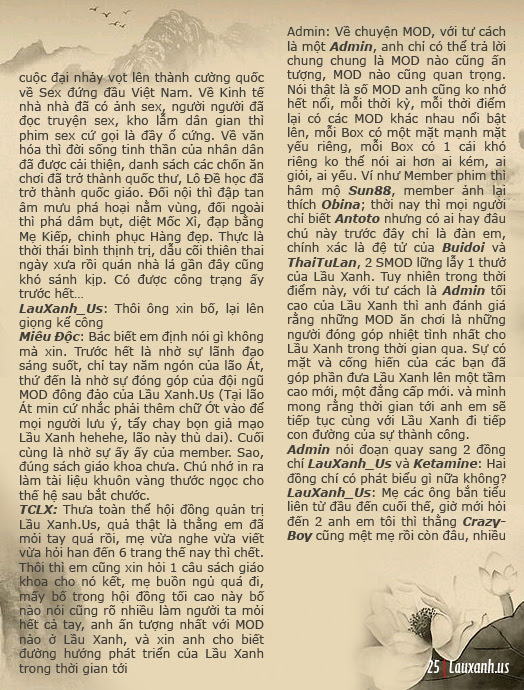 cuộc đại nhảy vọt lên thành cường quốc
về Sex đứng đầu Việt Nam. Về Kinh tế
nhà nhà đã có ảnh sex, người người đã
đọc truyện sex, kho lẩm dân gian thì
phim sex cứ gọi là đầy ổ cứng. Về văn
hóa thì đời sống tinh thần của nhân dân
đã được cải thiện, danh sách các chốn ăn
chơi đã trở thành quốc thư, Lô Đề học đã
trở thành quốc giáo. Đối nội thì đập tan
âm mưu phá hoại nằm vùng, đối ngoài
thì phá dâm bụt, diệt Mốc Xì, đạp bằng
Mẹ Kiếp, chinh phục Hàng đẹp. Thực là
thời thái bình thịnh trị, dẫu cối thiên thai
ngày xưa rồi quán nhà lá gần đây cũng
khó sánh kịp. Có được công trạng ấy
trước hết...
LauXanh_Us: Thôi ông xin bố, lại lên
giọng kể công
Miêu Độc: Bác biết em định nói gì không
mà xin. Trước hết là nhờ sự lãnh đạo
sáng suốt, chỉ tay năm ngón của lão Át,
thứ đến là nhờ sự đóng góp của đội ngũ
MOD đông đảo của Lầu Xanh.Us (Tại lão
Át min cứ nhắc phải thêm chữ Ớt vào để
mọi người lưu ý, tẩy chay bọn giả mạo
Lầu Xanh hehehe, lão này thù dai). Cuối
cùng là nhờ sự ấy ấy của member. Sao,
đúng sách giáo khoa chưa. Chú nhớ in ra
làm tài liệu khuôn vàng thước ngọc cho
thế hệ sau bắt chước.
TCLX: Thưa toàn thể hội đồng quản trị
Lầu Xanh.Us, quả thật là thằng em đã
mỏi tay quá rồi, mẹ vừa nghe vừa viết
vừa hỏi han đến 6 trang thế nay thì chết.
Thôi thì em cũng xin hỏi 1 câu sách giáo
khoa cho nó kết, mẹ buồn ngủ quá đi,
mấy bố trong hội đồng tối cao này bố
nào nói cũng rõ nhiều làm người ta mỏi
hết cả tay, anh ấn tượng nhất với MOD
nào ở Lầu Xanh, và xin anh cho biết
đường hướng phát triển của Lầu Xanh
trong thời gian tới
Admin: Về chuyện MOD, với tư cách
là một Admin, anh chỉ có thể trả lời
chung chung là MOD nào cũng ấn
tượng, MOD nào cũng quan trọng.
Nói thật là số MOD anh cũng ko nhớ
hết nổi, mỗi thời kỳ, mỗi thời điểm
lại có các MOD khác nhau nổi bật
lên, mỗi Box có một mặt mạnh mặt
yếu riêng, mỗi Box có 1 cái khó
riêng ko thể nói ai hơn ai kém, ai
giỏi, ai yếu. Ví như Member phim thì
hâm mộ Sun88, member ảnh lại
thích Obina; thời nay thì mọi người
chỉ biết Antoto nhưng có ai hay đâu
chú này trước đây chỉ là đàn em,
chính xác là đệ tử của Buidoi và
ThaiTuLan, 2 SMOD lừng lẫy 1 thuở
của Lầu Xanh. Tuy nhiên trong thời
điểm này, với tư cách là Admin tối
cao của Lầu Xanh thì anh đánh giá
rằng những MOD ăn chơi là những
người đóng góp nhiệt tình nhất cho
Lầu Xanh trong thời gian qua. Sự có
mặt và cống hiến của các bạn đã
góp phần đưa Lầu Xanh lên một tầm
cao mới, một đẳng cấp mới. và mình
mong rằng thời gian tới anh em sẽ
tiếp tục cùng với Lầu Xanh đi tiếp
con đường của sự thành công.
Admin nói đoạn quay sang 2 đồng
chí LauXanh_Us và Ketamine: Hai
đồng chí có phát biểu gì nữa không?
LauXanh_Us: Mẹ các ông bắn tiểu
liên từ đầu đến cuối thế, giờ mới hỏi
đến 2 anh em tôi thì thằng Crazy-
Boy cũng mệt mẹ rồi còn đâu, nhiều
25 | Lauxanh.us